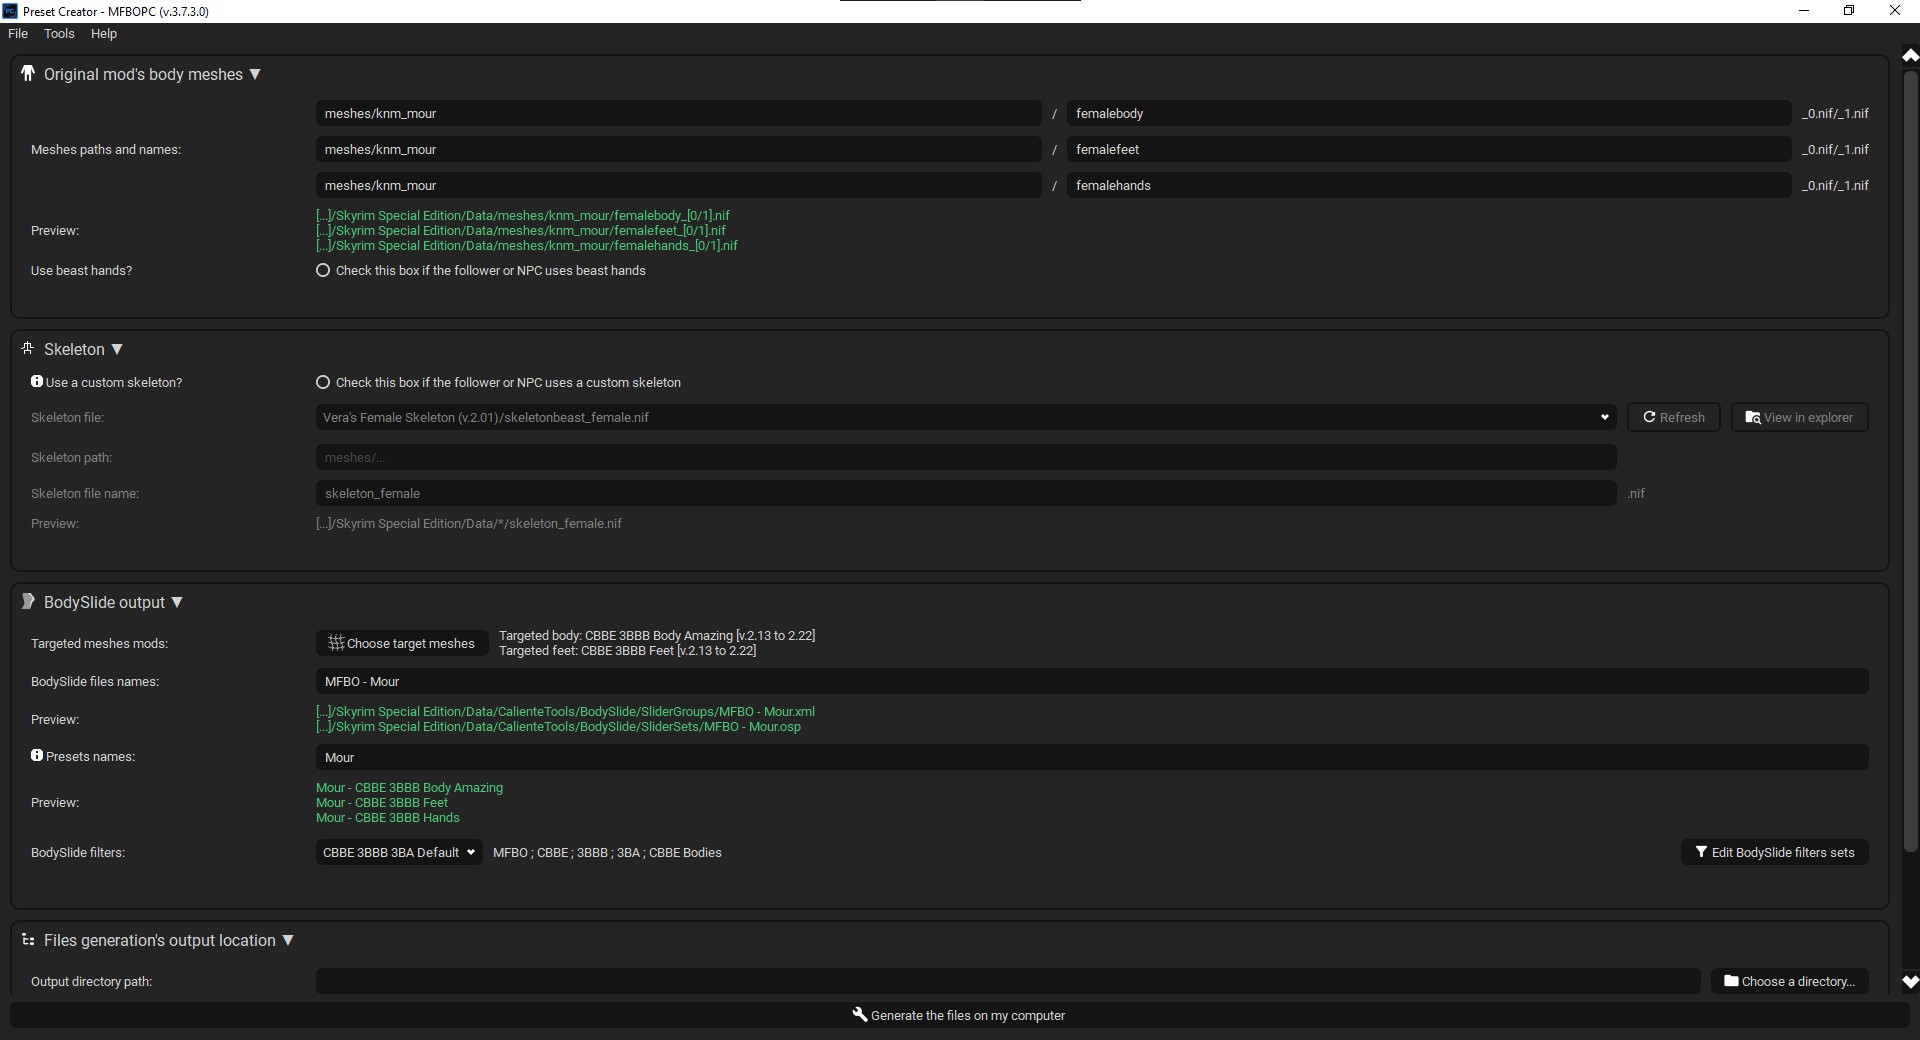 Preset Creator - MFBOPC (v.3.7.3.0)
File Tools Help
Original mod's body meshes ▼
meshes/knm_mour / femalebody _0.nif/_1.nif
Meshes paths and names: meshes/knm_mour / femalefeet _0.nif/_1.nif
meshes/knm_mour / femalehands _0.nif/_1.nif
[...]/Skyrim Special Edition/Data/meshes/knm_mour/femalebody_[0/1].nif
Preview: [...]/Skyrim Special Edition/Data/meshes/knm_mour/femalefeet_[0/1].nif
[...]/Skyrim Special Edition/Data/meshes/knm_mour/femalehands_[0/1].nif
Use beast hands? Check this box if the follower or NPC uses beast hands
Skeleton ▼
Use a custom skeleton? Check this box if the follower or NPC uses a custom skeleton
Skeleton file: Vera's Female Skeleton (v.2.01)/skeletonbeast_female.nif Refresh View in explorer
Skeleton path: meshes/...
Skeleton file name: skeleton_female .nif
Preview: [...]/Skyrim Special Edition/Data/*/skeleton_female.nif
BodySlide output ▼
Targeted meshes mods: Choose target meshes
Targeted body: CBBE 3BBB Body Amazing [v.2.13 to 2.22]
Targeted feet: CBBE 3BBB Feet [v.2.13 to 2.22]
BodySlide files names: MFBO - Mour
Preview:
[...]/Skyrim Special Edition/Data/CalienteTools/BodySlide/SliderGroups/MFBO - Mour.xml
[...]/Skyrim Special Edition/Data/CalienteTools/BodySlide/SliderSets/MFBO - Mour.osp
Presets names: Mour
Mour - CBBE 3BBB Body Amazing
Preview: Mour - CBBE 3BBB Feet
Mour - CBBE 3BBB Hands
BodySlide filters: CBBE 3BBB 3BA Default MFBO ; CBBE ; 3BBB ; 3BA ; CBBE Bodies Edit BodySlide filters sets
Files generation's output location ▼
Output directory path: Choose a directory...
Generate the files on my computer